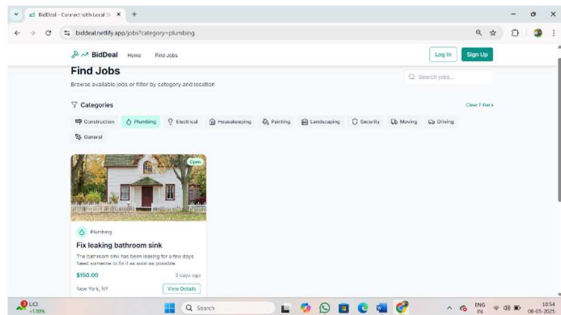 BidDeal - Connect with Local Se
biddeal.netlify.app/jobs?category=plumbing
BidDeal Home Find Jobs Log In Sign Up
Find Jobs
Browse available jobs or filter by category and location
Search jobs...
Categories Clear Filters
Construction Plumbing Electrical Housekeeping Painting Landscaping Security Moving Driving
General
Open
Plumbing
Fix leaking bathroom sink
The bathroom sink has been leaking for a few days.
Need someone to fix it as soon as possible.
$150.00 2 days ago
New York, NY View Details
UCI
+1.10%
Search
ENG
IN
10:54
08-05-2025